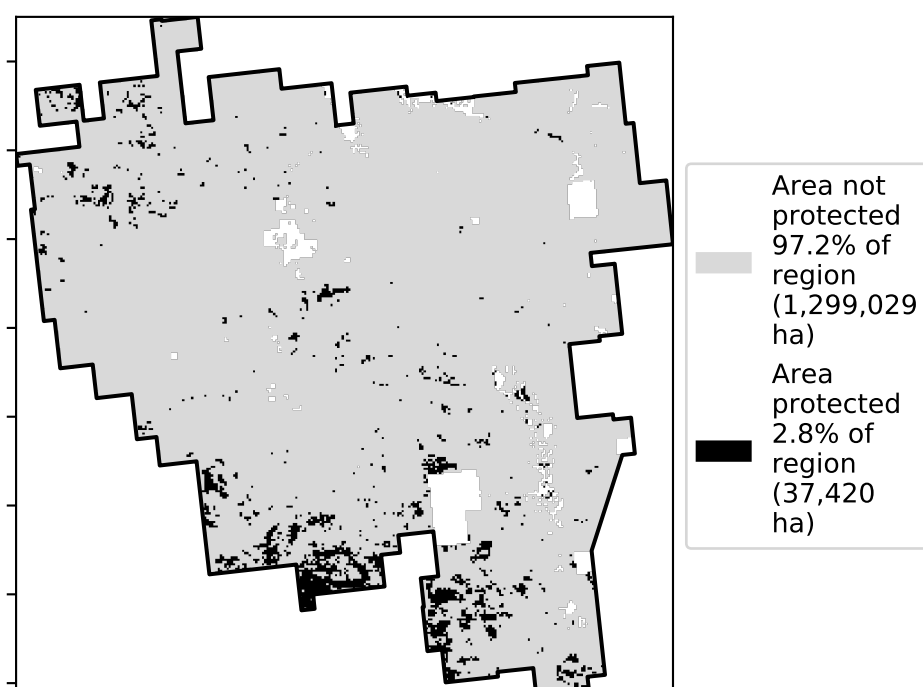 Area not
protected
97.2% of
region
(1,299,029
ha)
Area
protected
2.8% of
region
(37,420
ha)